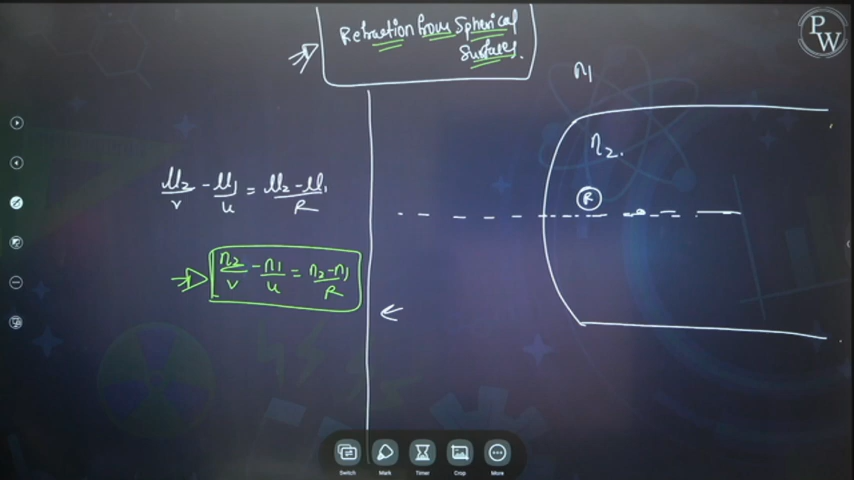 Refraction from Spherical
Surfaces.
PW
n1
n2.
R
μ2/v - μ1/u = μ2-μ1/R
n2/v - n1/u = n2-n1/R
Switch
Mark
Timer
Crop
More